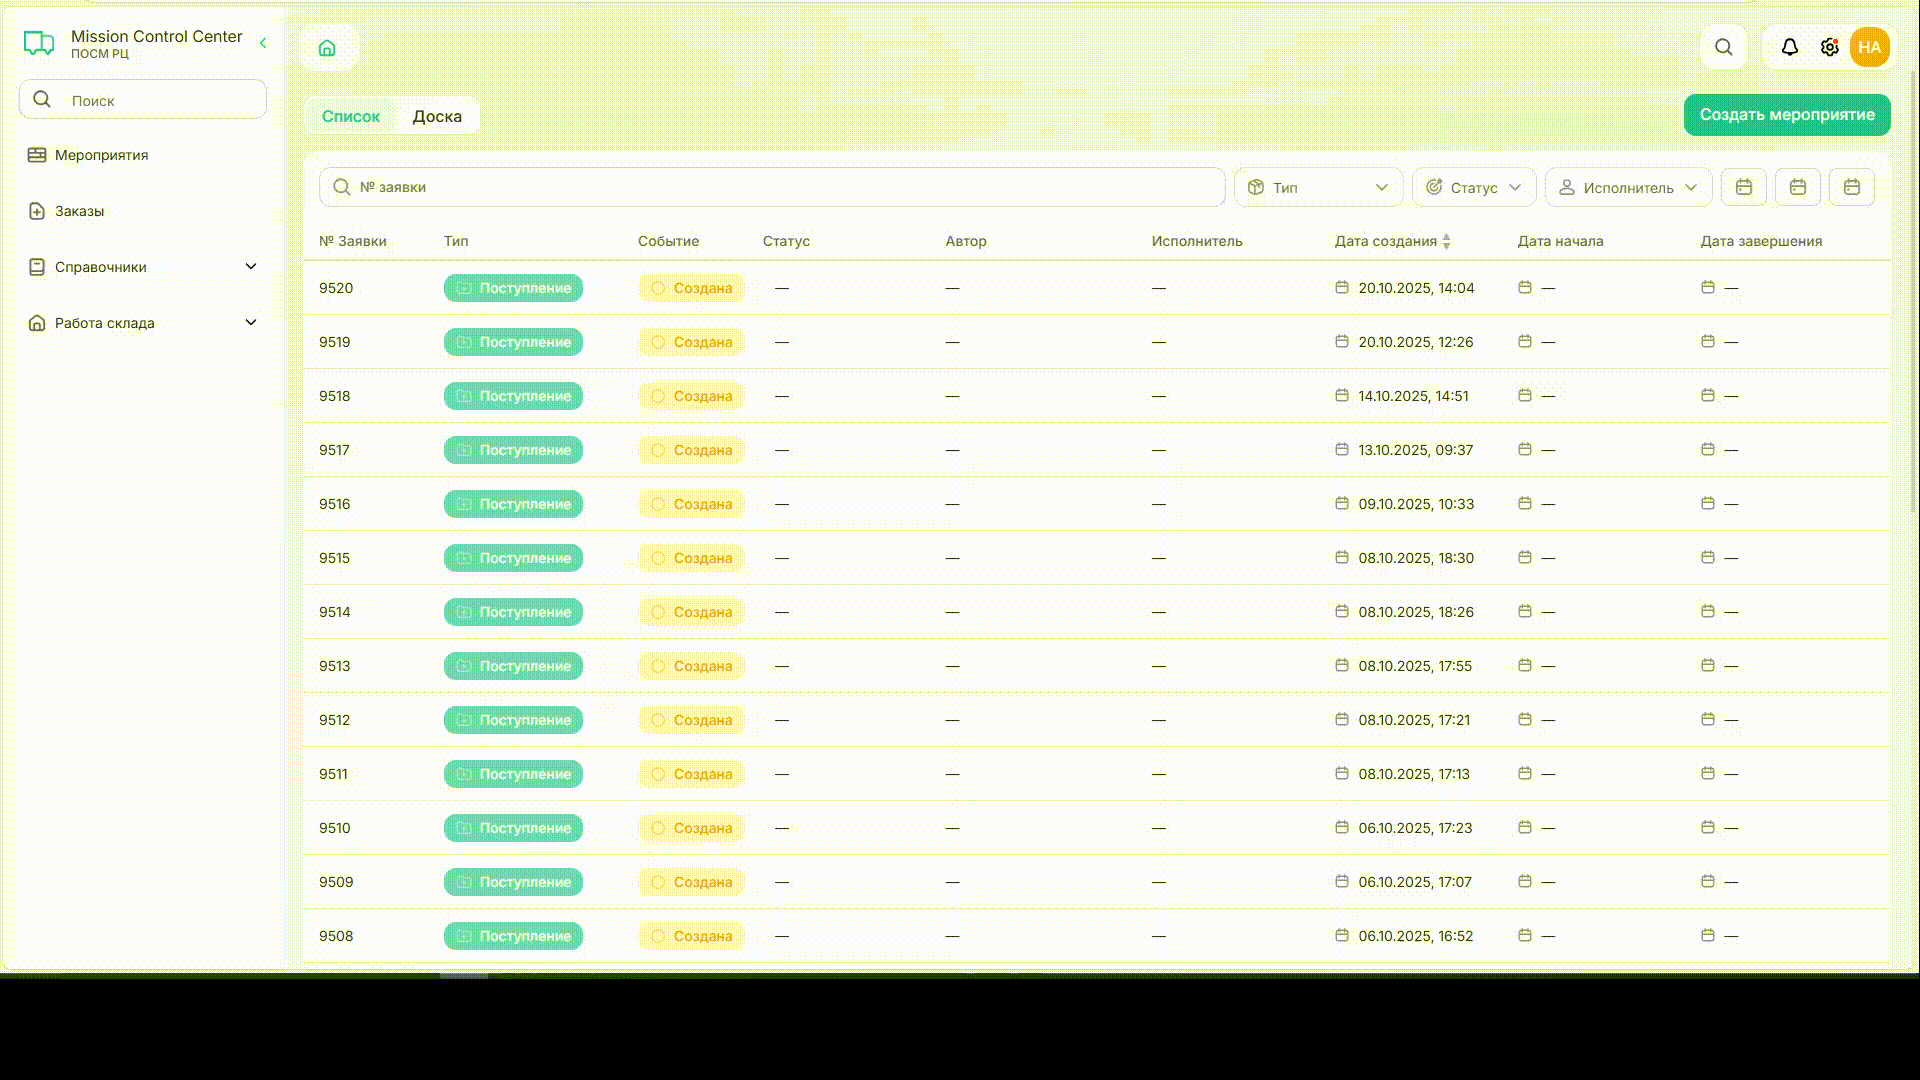 Mission Control Center
ПОСМ РЦ
Поиск
Мероприятия
Заказы
Справочники
Работа склада
НА
Список Доска
Создать мероприятие
№ заявки Тип Статус Исполнитель
№ Заявки Тип Событие Статус Автор Исполнитель Дата создания Дата начала Дата завершения
9520 Поступление Создана — — — 20.10.2025, 14:04 — —
9519 Поступление Создана — — — 20.10.2025, 12:26 — —
9518 Поступление Создана — — — 14.10.2025, 14:51 — —
9517 Поступление Создана — — — 13.10.2025, 09:37 — —
9516 Поступление Создана — — — 09.10.2025, 10:33 — —
9515 Поступление Создана — — — 08.10.2025, 18:30 — —
9514 Поступление Создана — — — 08.10.2025, 18:26 — —
9513 Поступление Создана — — — 08.10.2025, 17:55 — —
9512 Поступление Создана — — — 08.10.2025, 17:21 — —
9511 Поступление Создана — — — 08.10.2025, 17:13 — —
9510 Поступление Создана — — — 06.10.2025, 17:23 — —
9509 Поступление Создана — — — 06.10.2025, 17:07 — —
9508 Поступление Создана — — — 06.10.2025, 16:52 — —